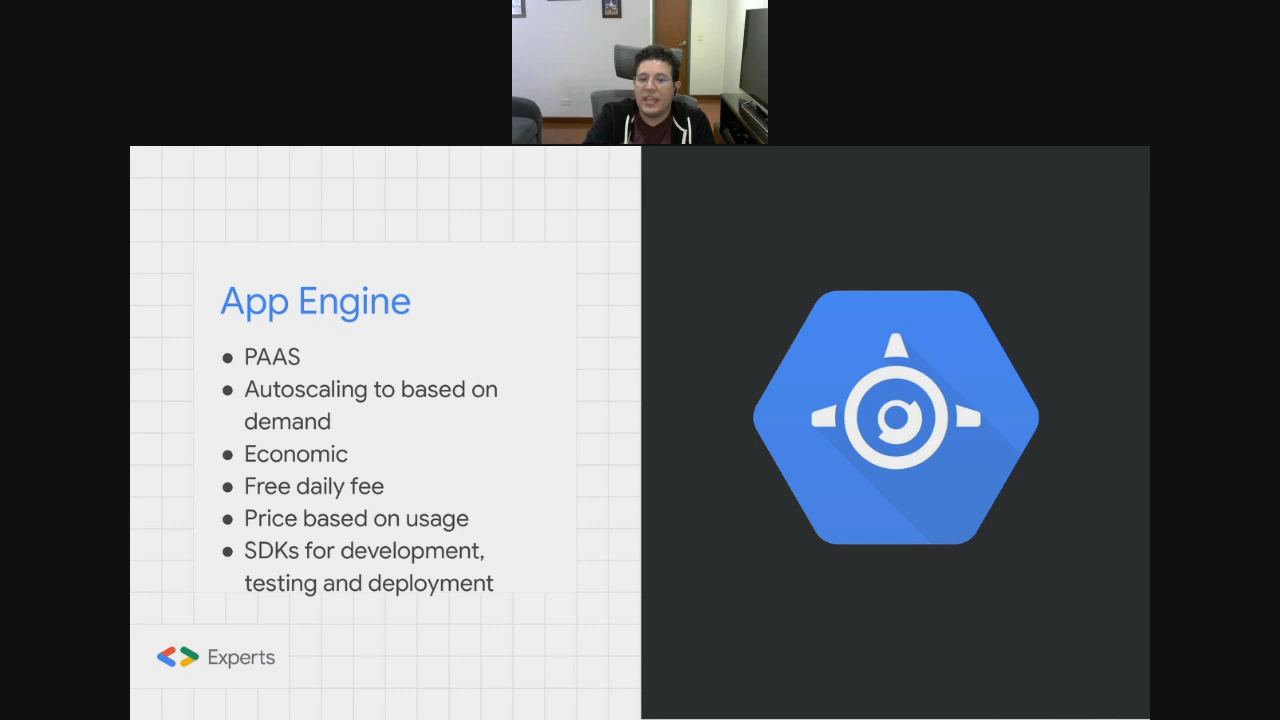 App Engine
● PAAS
● Autoscaling to based on
demand
● Economic
● Free daily fee
● Price based on usage
● SDKs for development,
testing and deployment
Experts